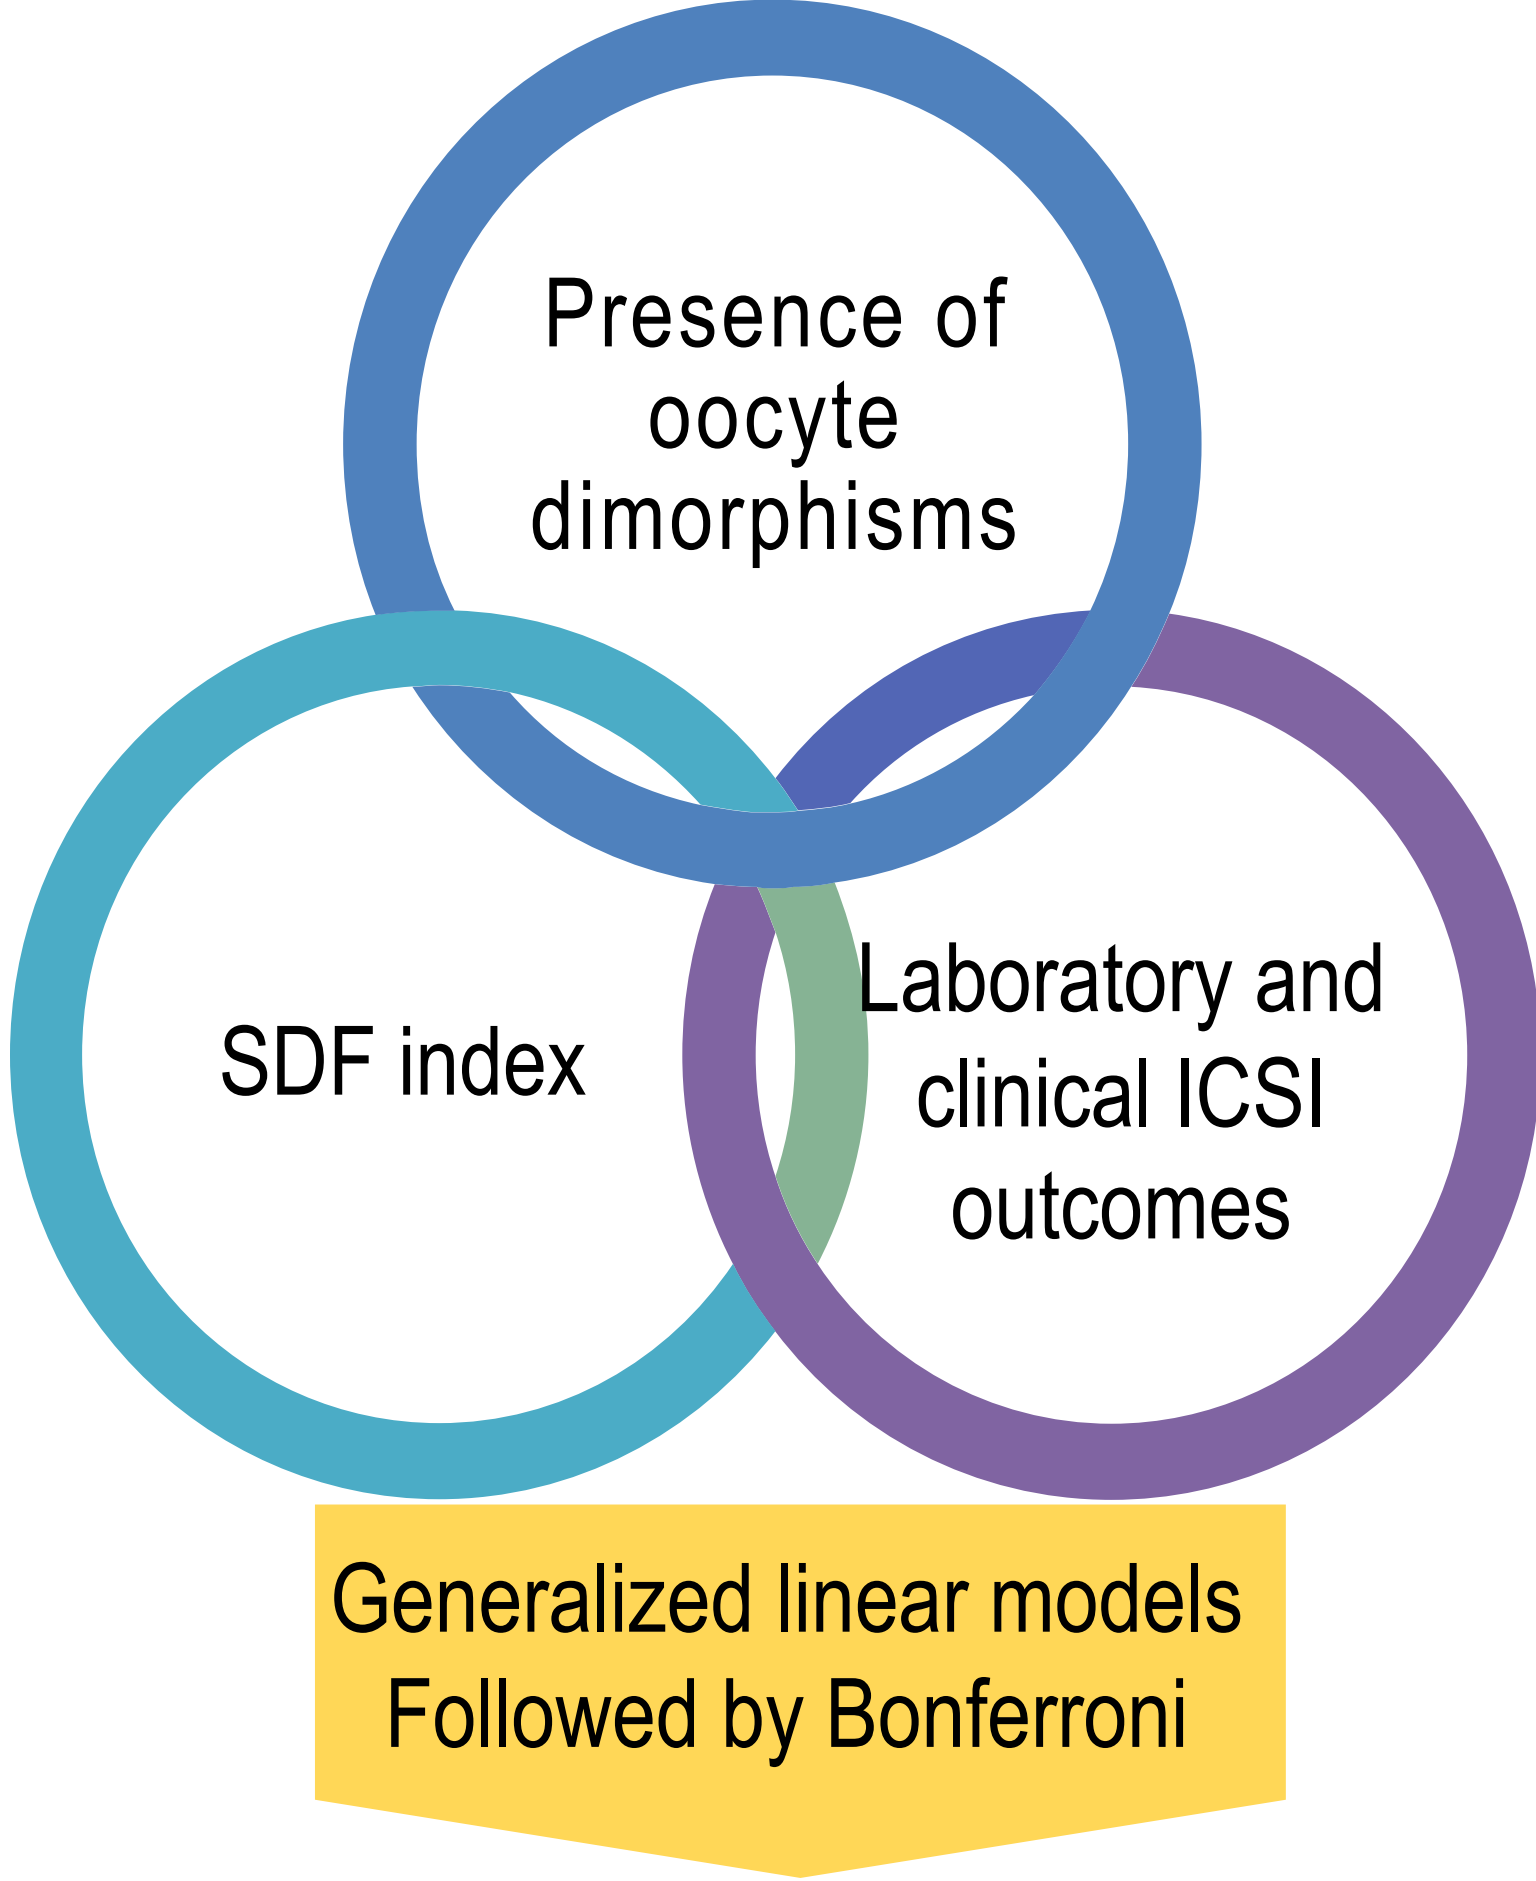 Presence of
oocyte
dimorphisms
SDF index
Laboratory and
clinical ICSI
outcomes
Generalized linear models
Followed by Bonferroni